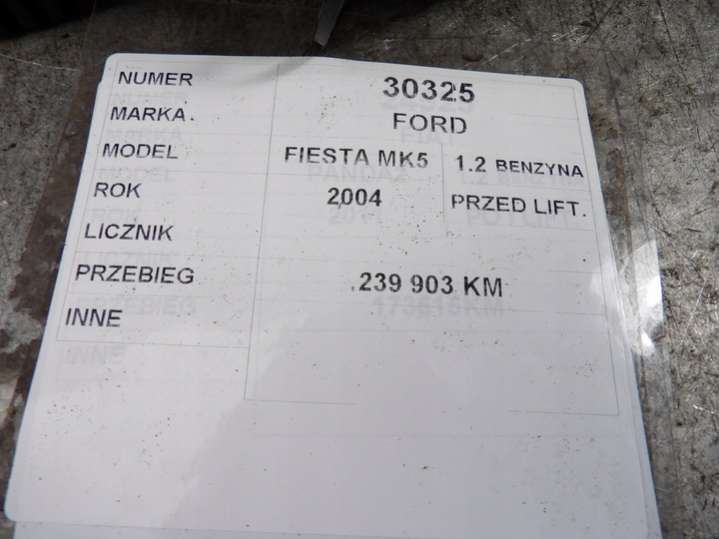 NUMER 30325
MARKA. FORD
MODEL FIESTA MK5 1.2 BENZYNA
ROK 2004 PRZED LIFT.
LICZNIK
PRZEBIEG .239 903 KM
INNE